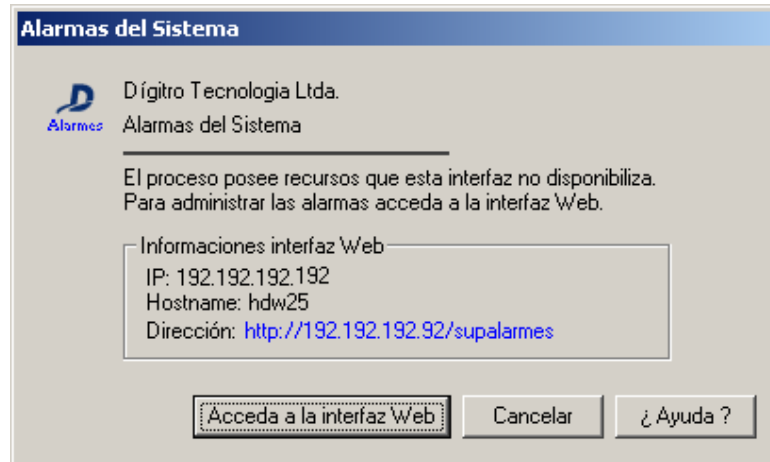 Alarmas del Sistema
Dígitro Tecnologia Ltda.
Alarmes
Alarmas del Sistema
El proceso posee recursos que esta interfaz no disponibiliza.
Para administrar las alarmas acceda a la interfaz Web.
Informaciones interfaz Web
IP: 192.192.192.192
Hostname: hdw25
Dirección: http://192.192.192.92/supalarmes
Acceda a la interfaz Web Cancelar ¿ Ayuda ?